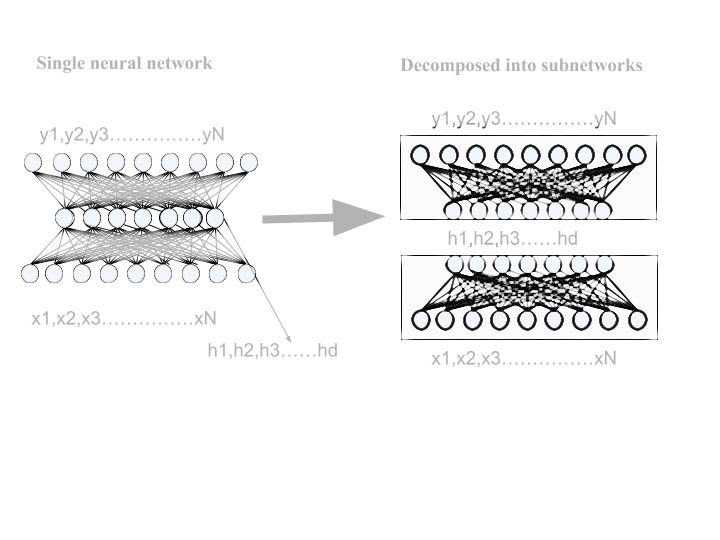 Single neural network
Decomposed into subnetworks
y1,y2,y3……………yN
y1,y2,y3……………yN
h1,h2,h3……hd
x1,x2,x3……………xN
h1,h2,h3……hd
x1,x2,x3……………xN